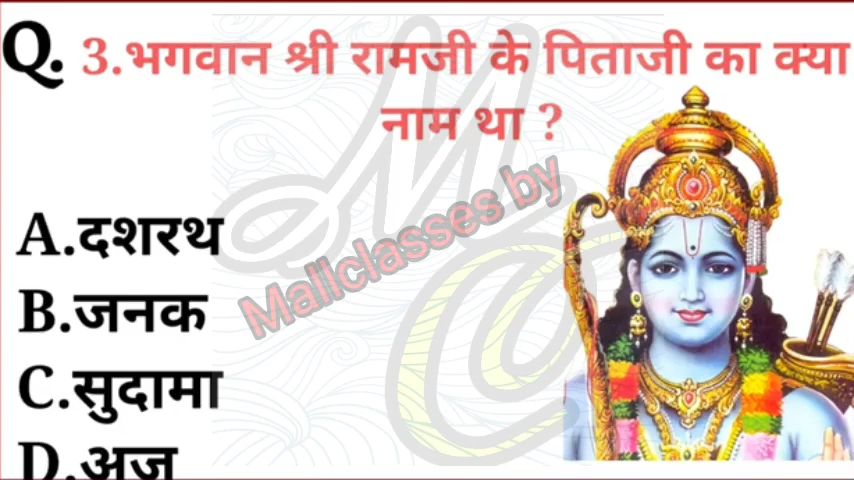 Q. 3.भगवान श्री रामजी के पिताजी का क्या
नाम था ?
Mallclasses by
A.दशरथ
B.जनक
C.सुदामा
D.अज